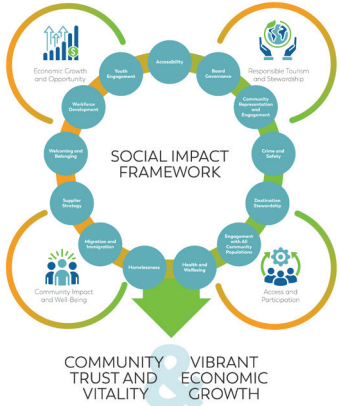 Economic Growth
and Opportunity
Responsible Tourism
and Stewardship
Accessibility
Board
Governance
Community
Representation
and
Engagement
Crime and
Safety
Destination
Stewardship
Engagement
with All
Community
Populations
Health and
Wellbeing
Homelessness
Migration and
Immigration
Supplier
Strategy
Welcoming and
Belonging
Workforce
Development
Youth
Engagement
SOCIAL IMPACT
FRAMEWORK
Community Impact
and Well-Being
Access and
Participation
$
&
COMMUNITY
TRUST AND
VITALITY
VIBRANT
ECONOMIC
GROWTH